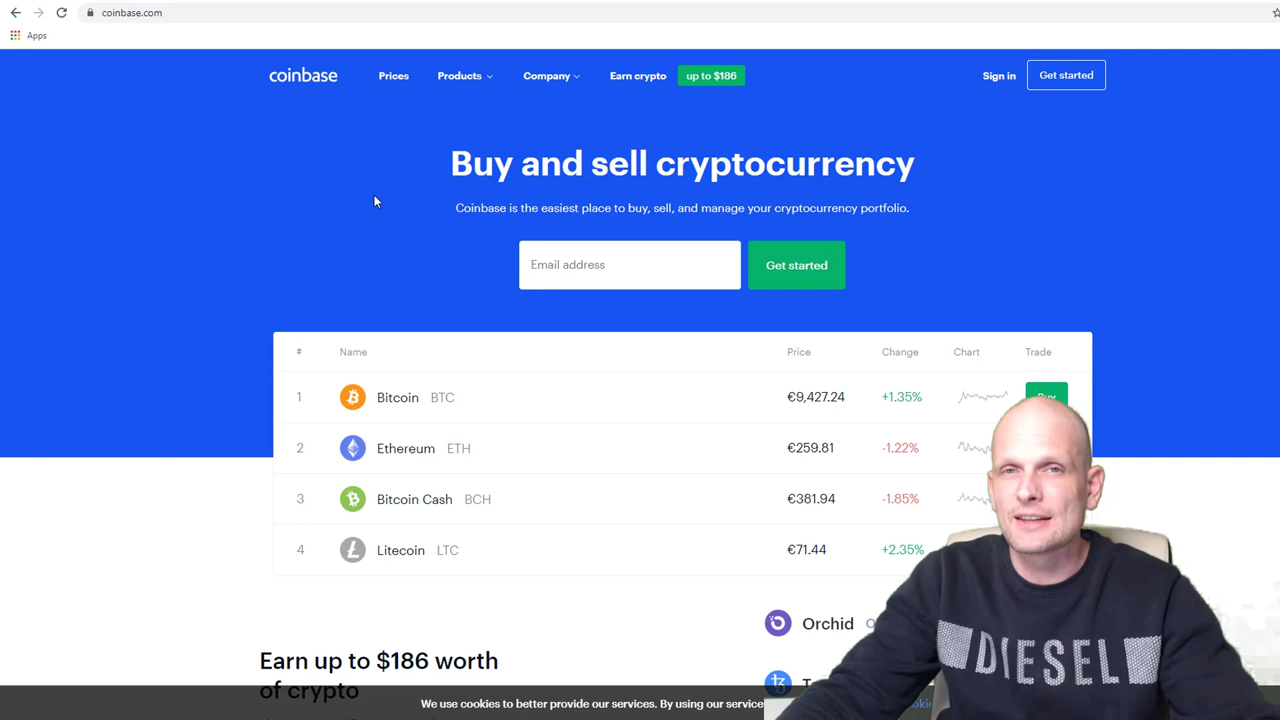 coinbase.com
Apps
coinbase Prices Products Company Earn crypto up to $186 Sign in Get started
Buy and sell cryptocurrency
Coinbase is the easiest place to buy, sell, and manage your cryptocurrency portfolio.
Email address Get started
# Name Price Change Chart Trade
1 Bitcoin BTC €9,427.24 +1.35% Buy
2 Ethereum ETH €259.81 -1.22%
3 Bitcoin Cash BCH €381.94 -1.85%
4 Litecoin LTC €71.44 +2.35%
Orchid
Earn up to $186 worth
of crypto
We use cookies to better provide our services. By using our service
DIESEL